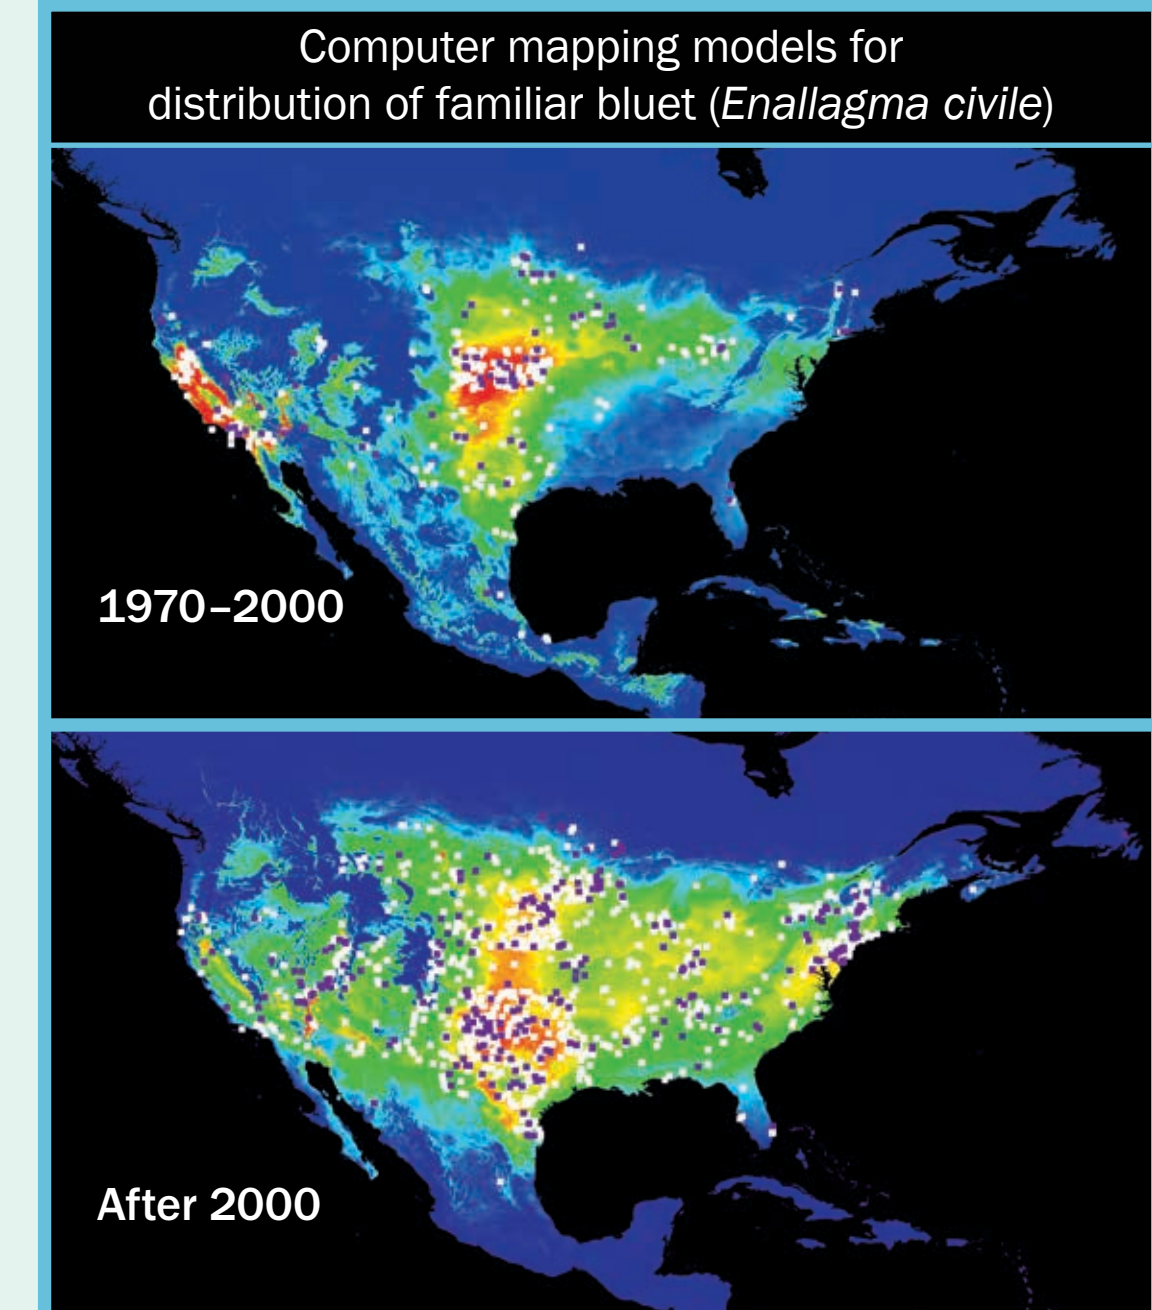 Computer mapping models for
distribution of familiar bluet (Enallagma civile)
1970–2000
After 2000